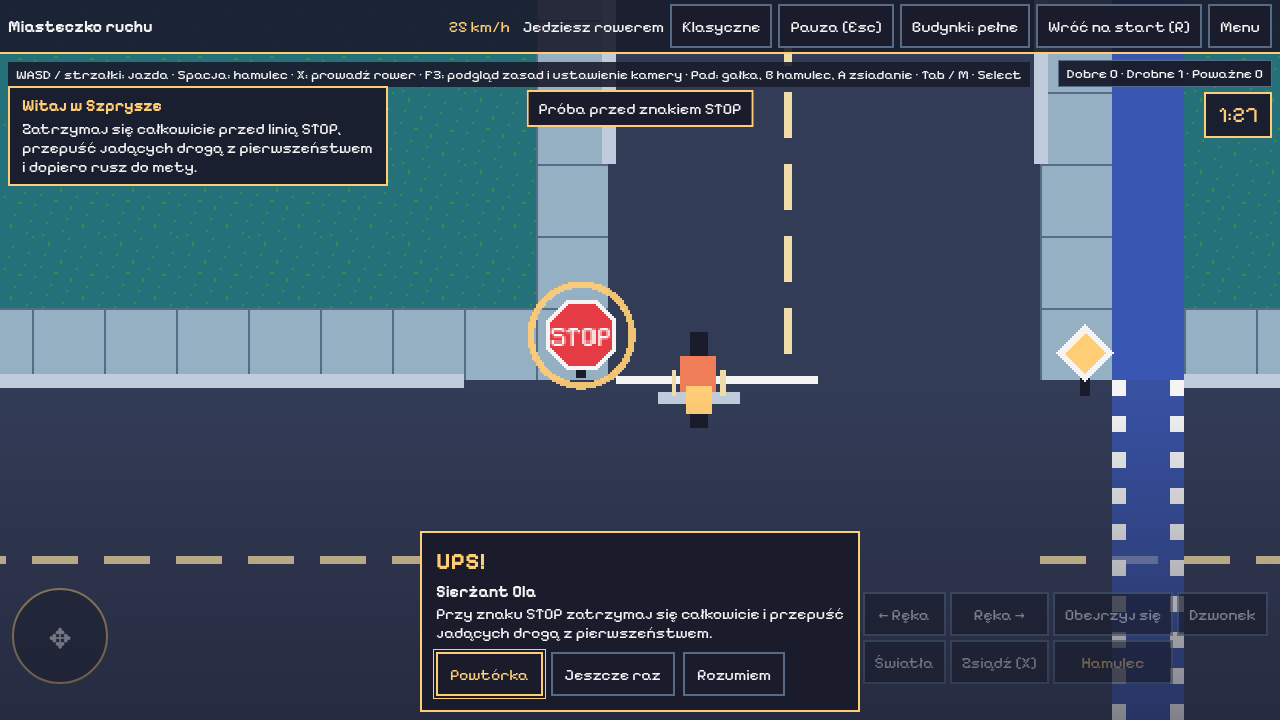 Miasteczko ruchu
28 km/h Jedziesz rowerem Klasyczne Pauza (Esc) Budynki: pełne Wróć na start (R) Menu
WASD / strzałki: jazda · Spacja: hamulec · X: prowadź rower · F3: podgląd zasad i ustawienie kamery · Pad: gałka, B hamulec, A zsiadanie · Tab / M · Select
Dobre 0 · Drobne 1 · Poważne 0
Witaj w Szprysze
Zatrzymaj się całkowicie przed linią STOP,
przepuść jadących drogą z pierwszeństwem
i dopiero rusz do mety.
Próba przed znakiem STOP
1:27
STOP
UPS!
Sierżant Ola
Przy znaku STOP zatrzymaj się całkowicie i przepuść
jadących drogą z pierwszeństwem.
Powtórka Jeszcze raz Rozumiem
← Ręka Ręka → Obejrzyj się Dzwonek
Światła Zsiądź (X) Hamulec